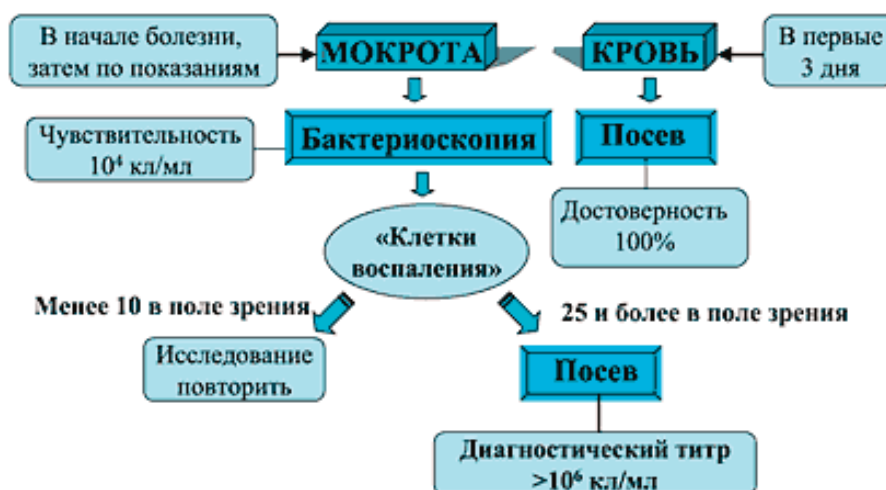 В начале болезни,
затем по показаниям
МОКРОТА
КРОВЬ
В первые
3 дня
Чувствительность
10⁴ кл/мл
Бактериоскопия
Посев
Достоверность
100%
«Клетки
воспаления»
Менее 10 в поле зрения
25 и более в поле зрения
Исследование
повторить
Посев
Диагностический титр
>10⁶ кл/мл